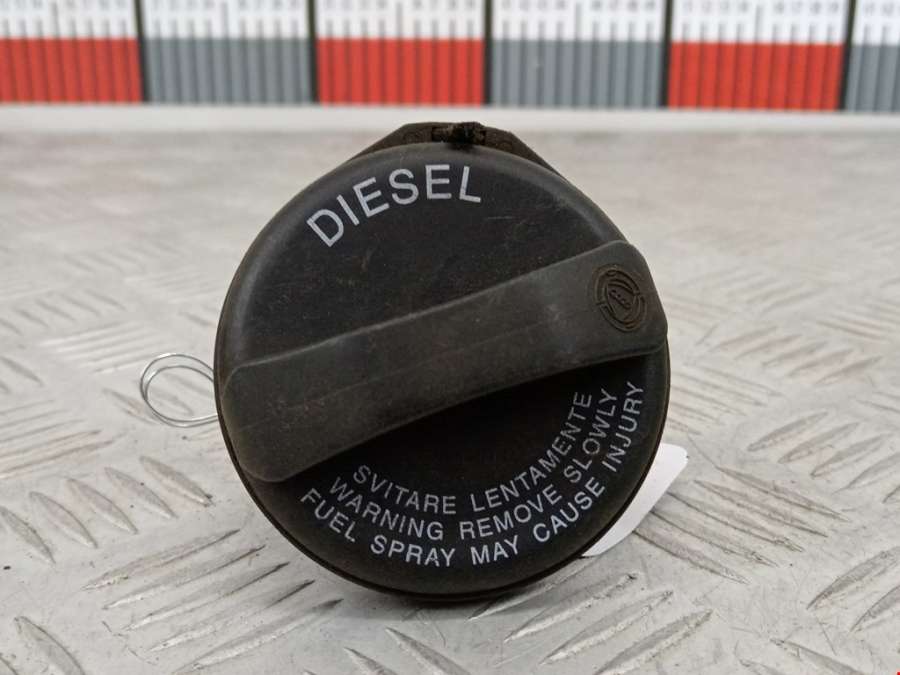 DIESEL
SVITARE LENTAMENTE
WARNING REMOVE SLOWLY
FUEL SPRAY MAY CAUSE INJURY